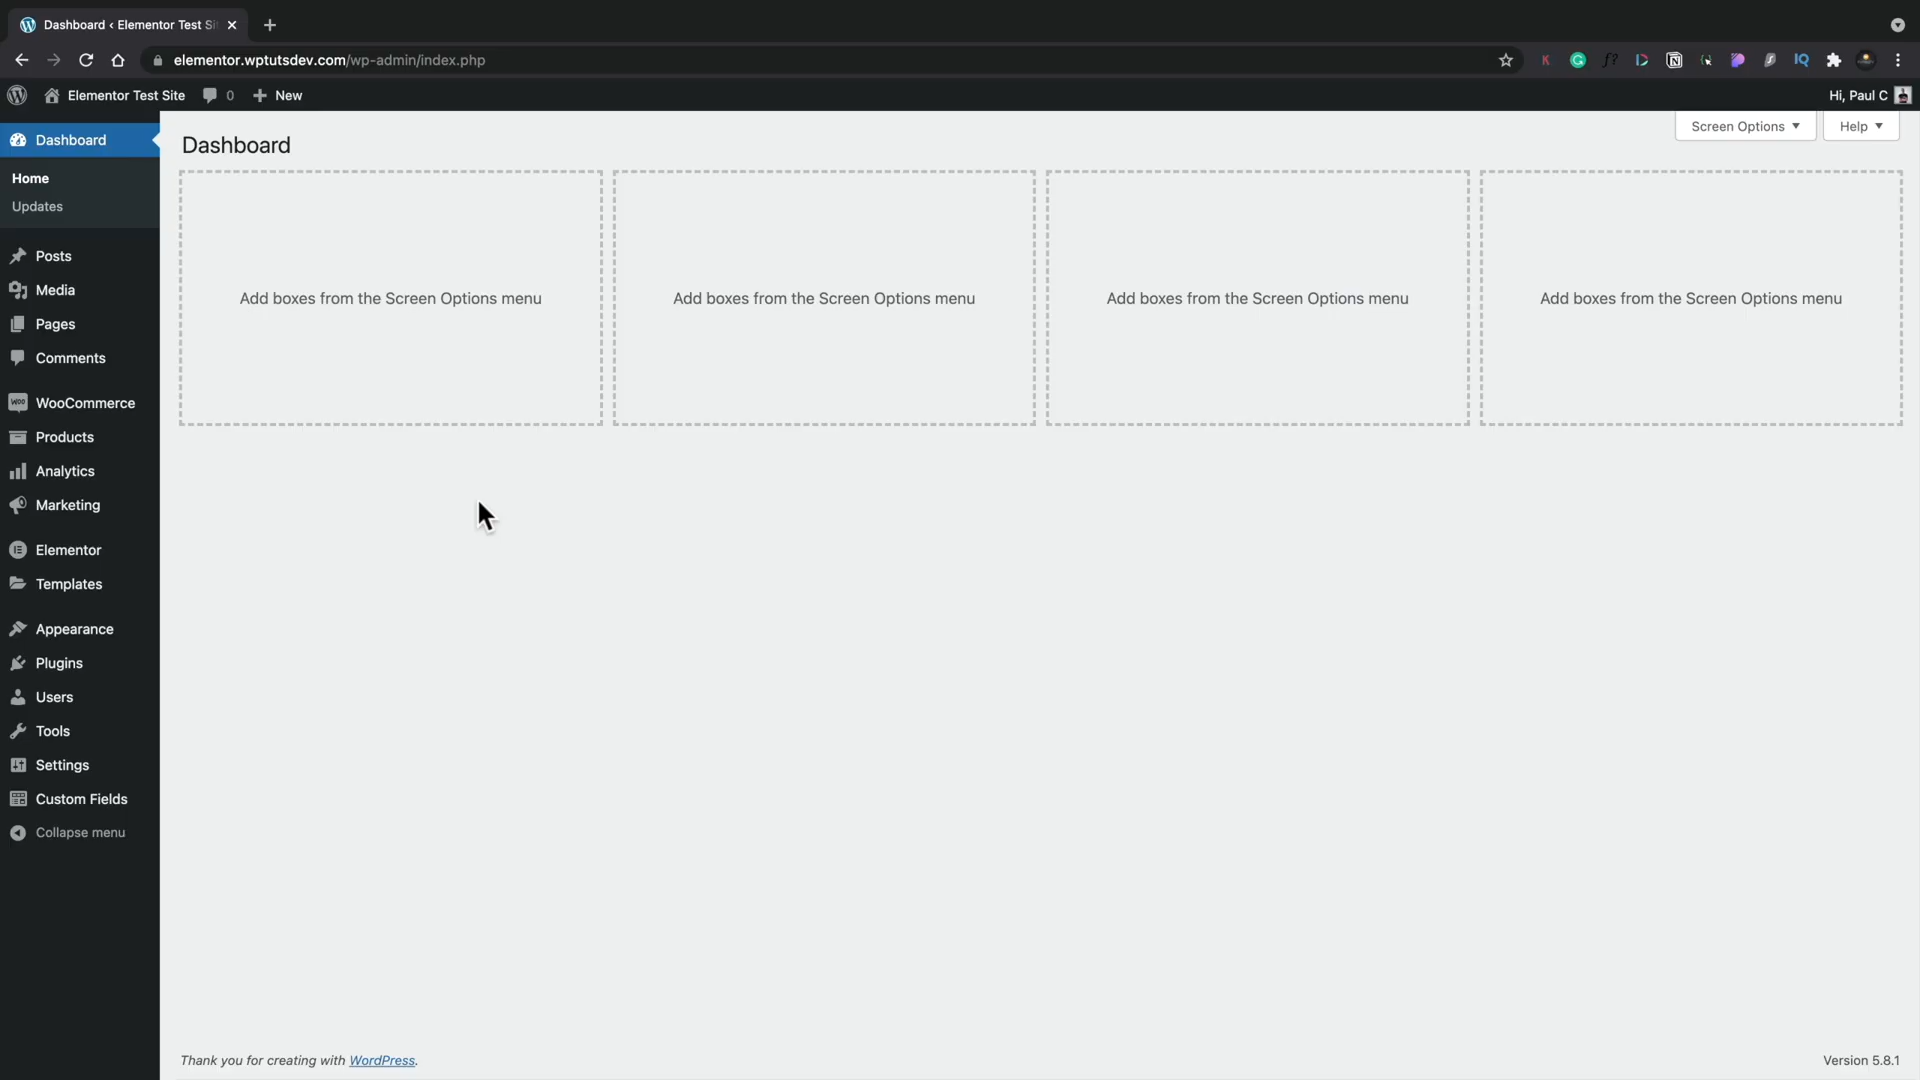 Dashboard ‹ Elementor Test Si
elementor.wptutsdev.com/wp-admin/index.php
Elementor Test Site
0
New
Hi, Paul C
Dashboard
Home
Updates
Posts
Media
Pages
Comments
WooCommerce
Products
Analytics
Marketing
Elementor
Templates
Appearance
Plugins
Users
Tools
Settings
Custom Fields
Collapse menu
Dashboard
Screen Options
Help
Add boxes from the Screen Options menu
Add boxes from the Screen Options menu
Add boxes from the Screen Options menu
Add boxes from the Screen Options menu
Thank you for creating with WordPress.
Version 5.8.1